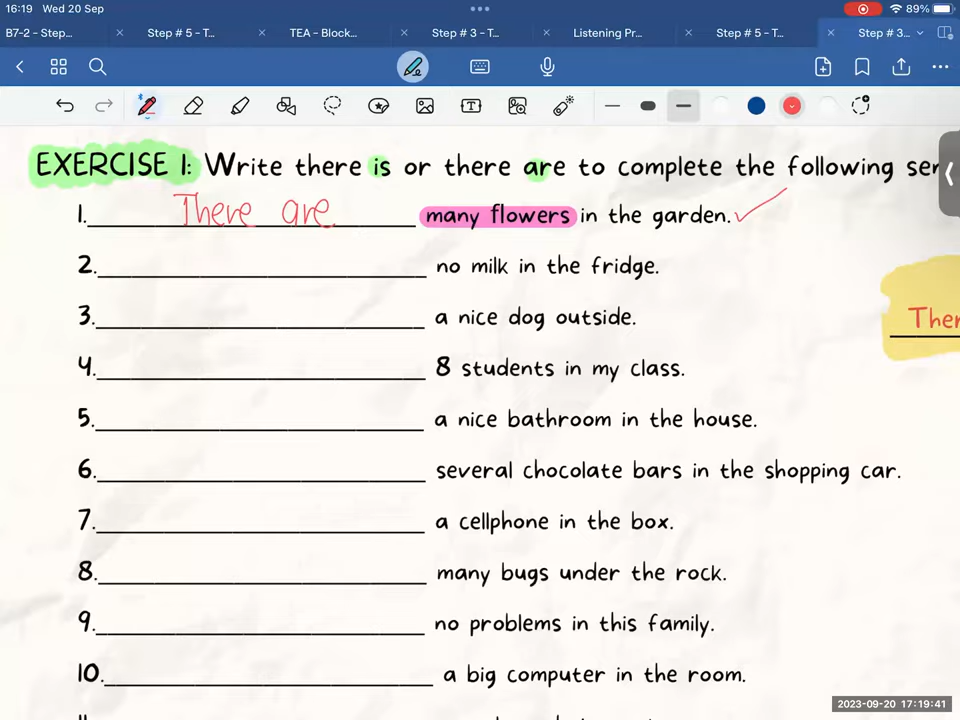 16:19 Wed 20 Sep 89%
B7-2 - Step... Step # 5 - T... TEA - Block... Step # 3 - T... Listening Pr... Step # 5 - T... Step # 3...
EXERCISE 1: Write there is or there are to complete the following ser
1. There are many flowers in the garden.
2. no milk in the fridge.
Ther
3. a nice dog outside.
4. 8 students in my class.
5. a nice bathroom in the house.
6. several chocolate bars in the shopping car.
7. a cellphone in the box.
8. many bugs under the rock.
9. no problems in this family.
10. a big computer in the room.
2023-09-20 17:19:41